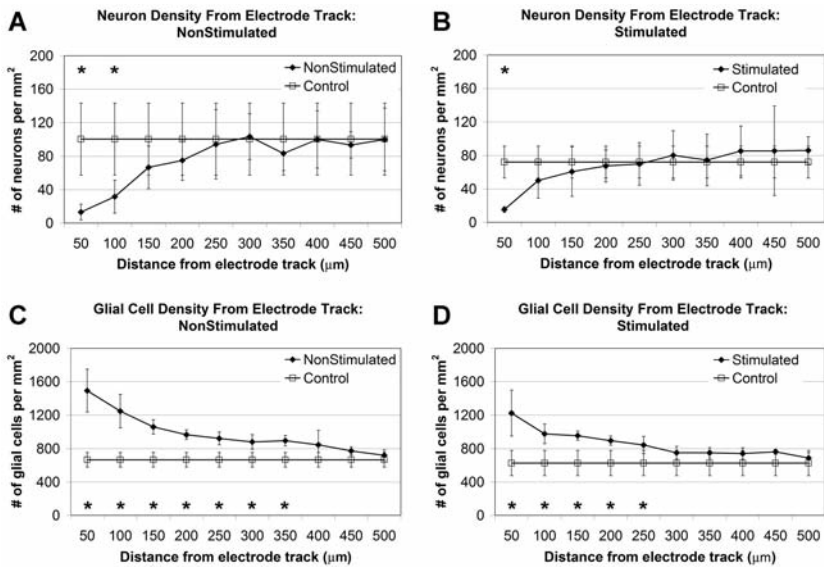 A
Neuron Density From Electrode Track:
NonStimulated
# of neurons per mm²
200
160
120
80
40
0
* *
NonStimulated
Control
50 100 150 200 250 300 350 400 450 500
Distance from electrode track (µm)
B
Neuron Density From Electrode Track:
Stimulated
# of neurons per mm²
200
160
120
80
40
0
*
Stimulated
Control
50 100 150 200 250 300 350 400 450 500
Distance from electrode track (µm)
C
Glial Cell Density From Electrode Track:
NonStimulated
# of glial cells per mm²
2000
1600
1200
800
400
0
NonStimulated
Control
* * * * * * *
50 100 150 200 250 300 350 400 450 500
Distance from electrode track (µm)
D
Glial Cell Density From Electrode Track:
Stimulated
# of glial cells per mm²
2000
1600
1200
800
400
0
Stimulated
Control
* * * * *
50 100 150 200 250 300 350 400 450 500
Distance from electrode track (µm)